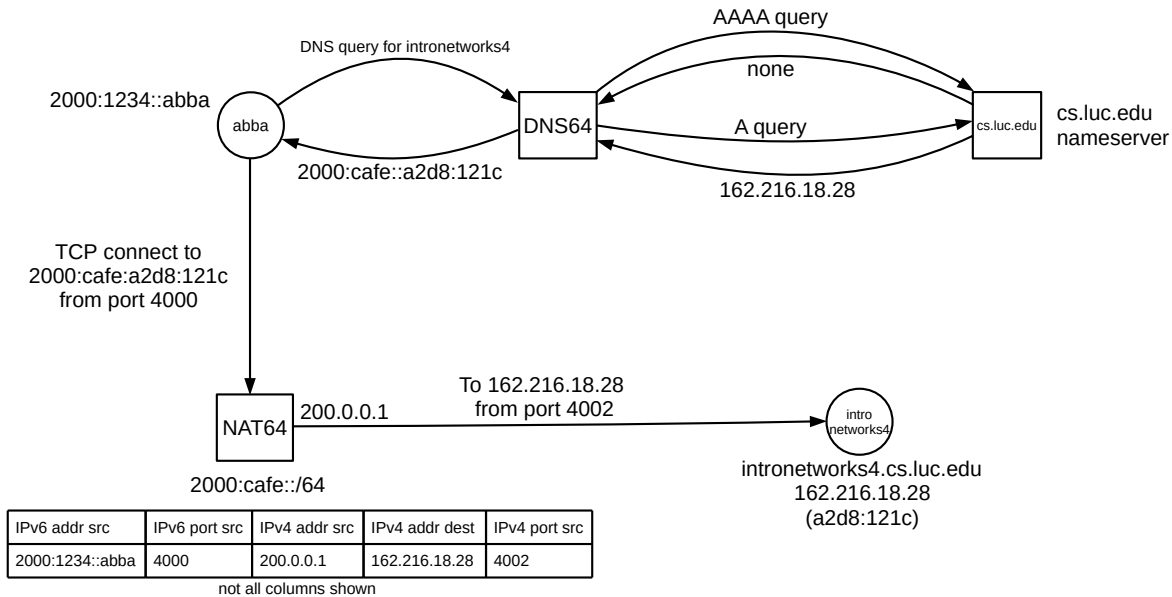 AAAA query
DNS query for intronetworks4
none
2000:1234::abba
abba
DNS64
A query
cs.luc.edu
cs.luc.edu
nameserver
2000:cafe::a2d8:121c
162.216.18.28
TCP connect to
2000:cafe:a2d8:121c
from port 4000
To 162.216.18.28
from port 4002
NAT64
200.0.0.1
intro
networks4
2000:cafe::/64
intronetworks4.cs.luc.edu
162.216.18.28
(a2d8:121c)
IPv6 addr src IPv6 port src IPv4 addr src IPv4 addr dest IPv4 port src
2000:1234::abba 4000 200.0.0.1 162.216.18.28 4002
not all columns shown